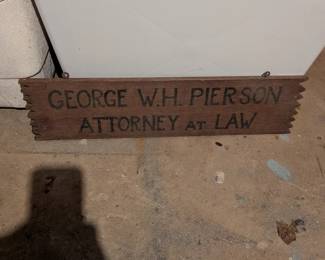 GEORGE W.H. PIERSON
ATTORNEY AT LAW